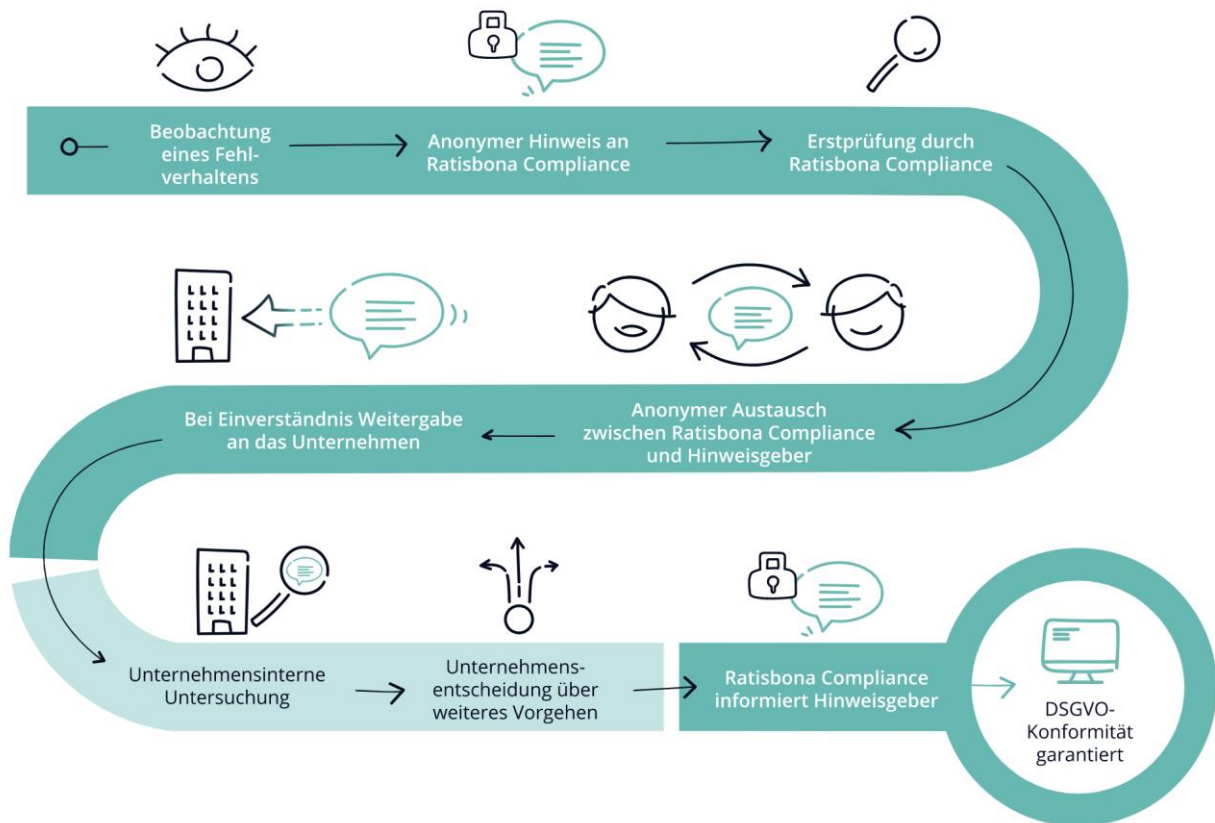 Beobachtung
eines Fehl-
verhaltens
Anonymer Hinweis an
Ratisbona Compliance
Erstprüfung durch
Ratisbona Compliance
Anonymer Austausch
zwischen Ratisbona Compliance
und Hinweisgeber
Bei Einverständnis Weitergabe
an das Unternehmen
Unternehmensinterne
Untersuchung
Unternehmens-
entscheidung über
weiteres Vorgehen
Ratisbona Compliance
informiert Hinweisgeber
DSGVO-
Konformität
garantiert